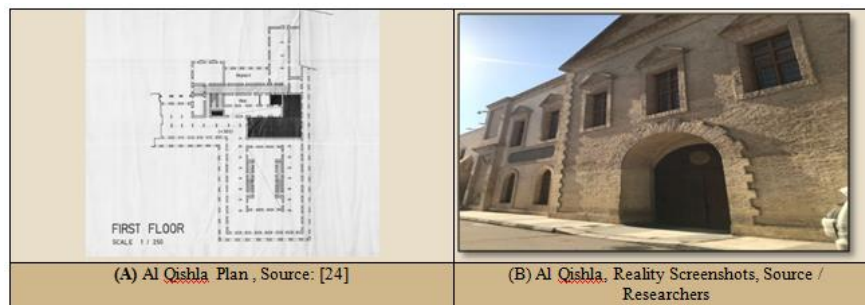 FIRST FLOOR
SCALE 1 / 250
(A) Al Qishla Plan , Source: [24]
(B) Al Qishla, Reality Screenshots, Source /
Researchers